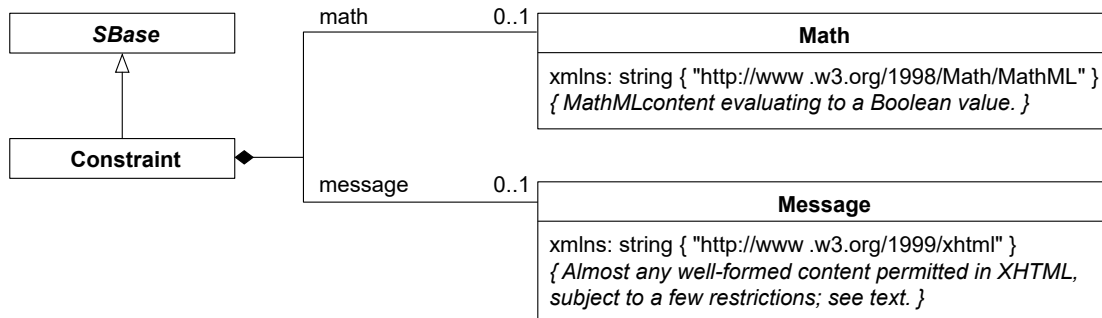 SBase
math 0..1
Math
xmlns: string { "http://www .w3.org/1998/Math/MathML" }
{ MathMLcontent evaluating to a Boolean value. }
Constraint
message 0..1
Message
xmlns: string { "http://www .w3.org/1999/xhtml" }
{ Almost any well-formed content permitted in XHTML,
subject to a few restrictions; see text. }